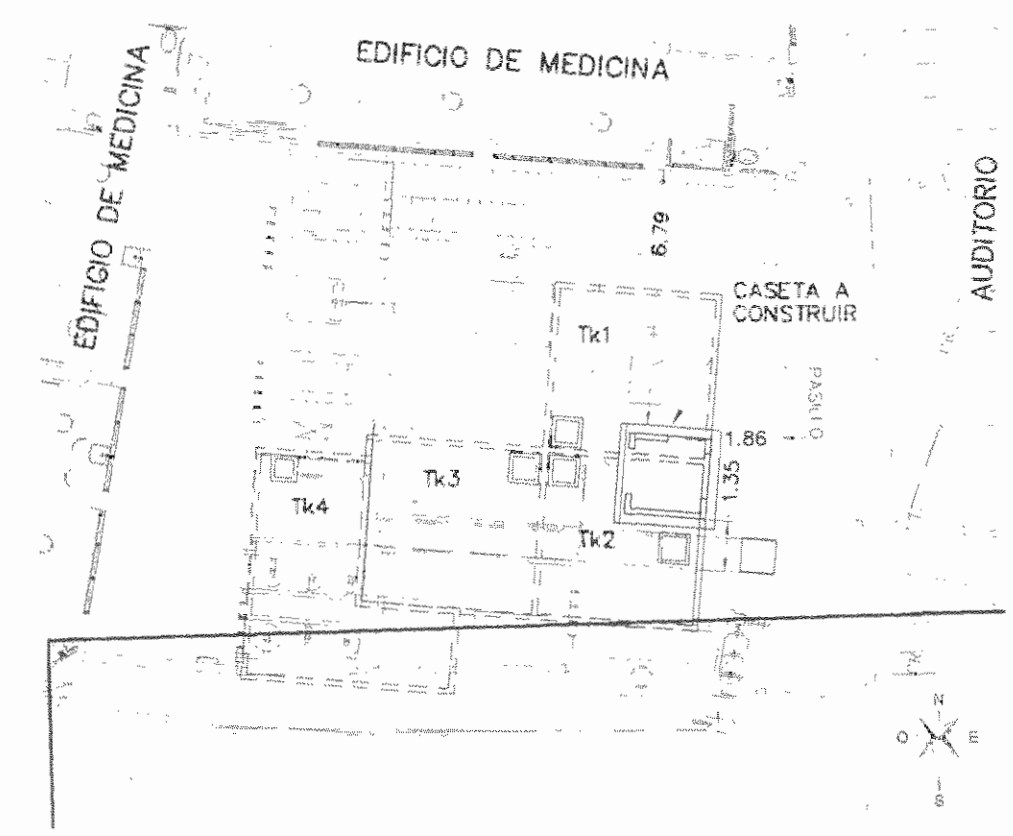 EDIFICIO DE MEDICINA
EDIFIGIO DE MEDICINA
AUDITORIO
6.79
CASETA A
CONSTRUIR
Tk1
PASILLO
1.86
1.35
Tk3
Tk4
Tk2
N
O
E
S